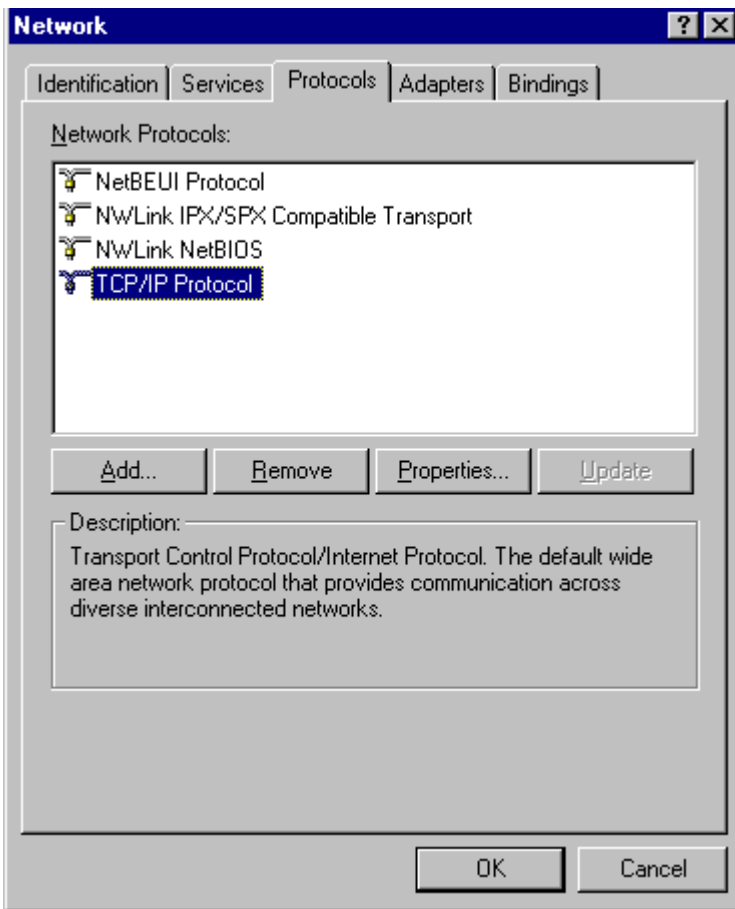 Network
Identification Services Protocols Adapters Bindings
Network Protocols:
NetBEUI Protocol
NWLink IPX/SPX Compatible Transport
NWLink NetBIOS
TCP/IP Protocol
Add... Remove Properties... Update
Description:
Transport Control Protocol/Internet Protocol. The default wide
area network protocol that provides communication across
diverse interconnected networks.
OK Cancel